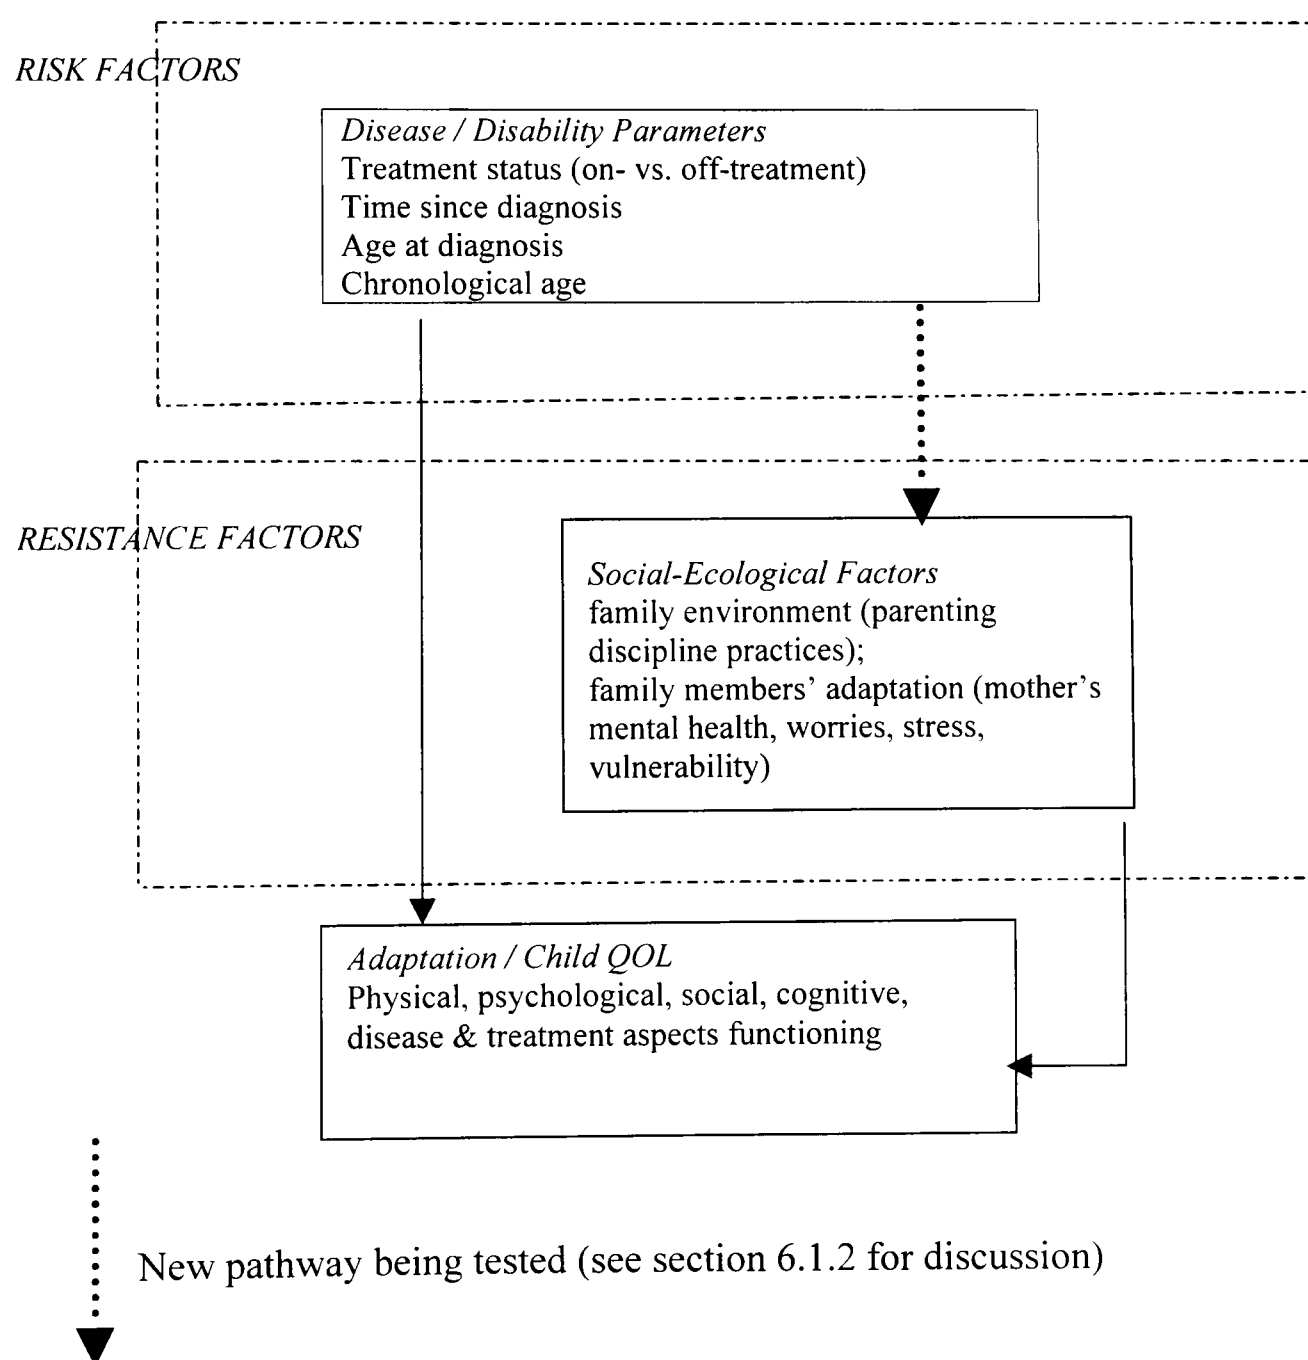 RISK FACTORS
Disease / Disability Parameters
Treatment status (on- vs. off-treatment)
Time since diagnosis
Age at diagnosis
Chronological age
RESISTANCE FACTORS
Social-Ecological Factors
family environment (parenting
discipline practices);
family members’ adaptation (mother’s
mental health, worries, stress,
vulnerability)
Adaptation / Child QOL
Physical, psychological, social, cognitive,
disease & treatment aspects functioning
New pathway being tested (see section 6.1.2 for discussion)